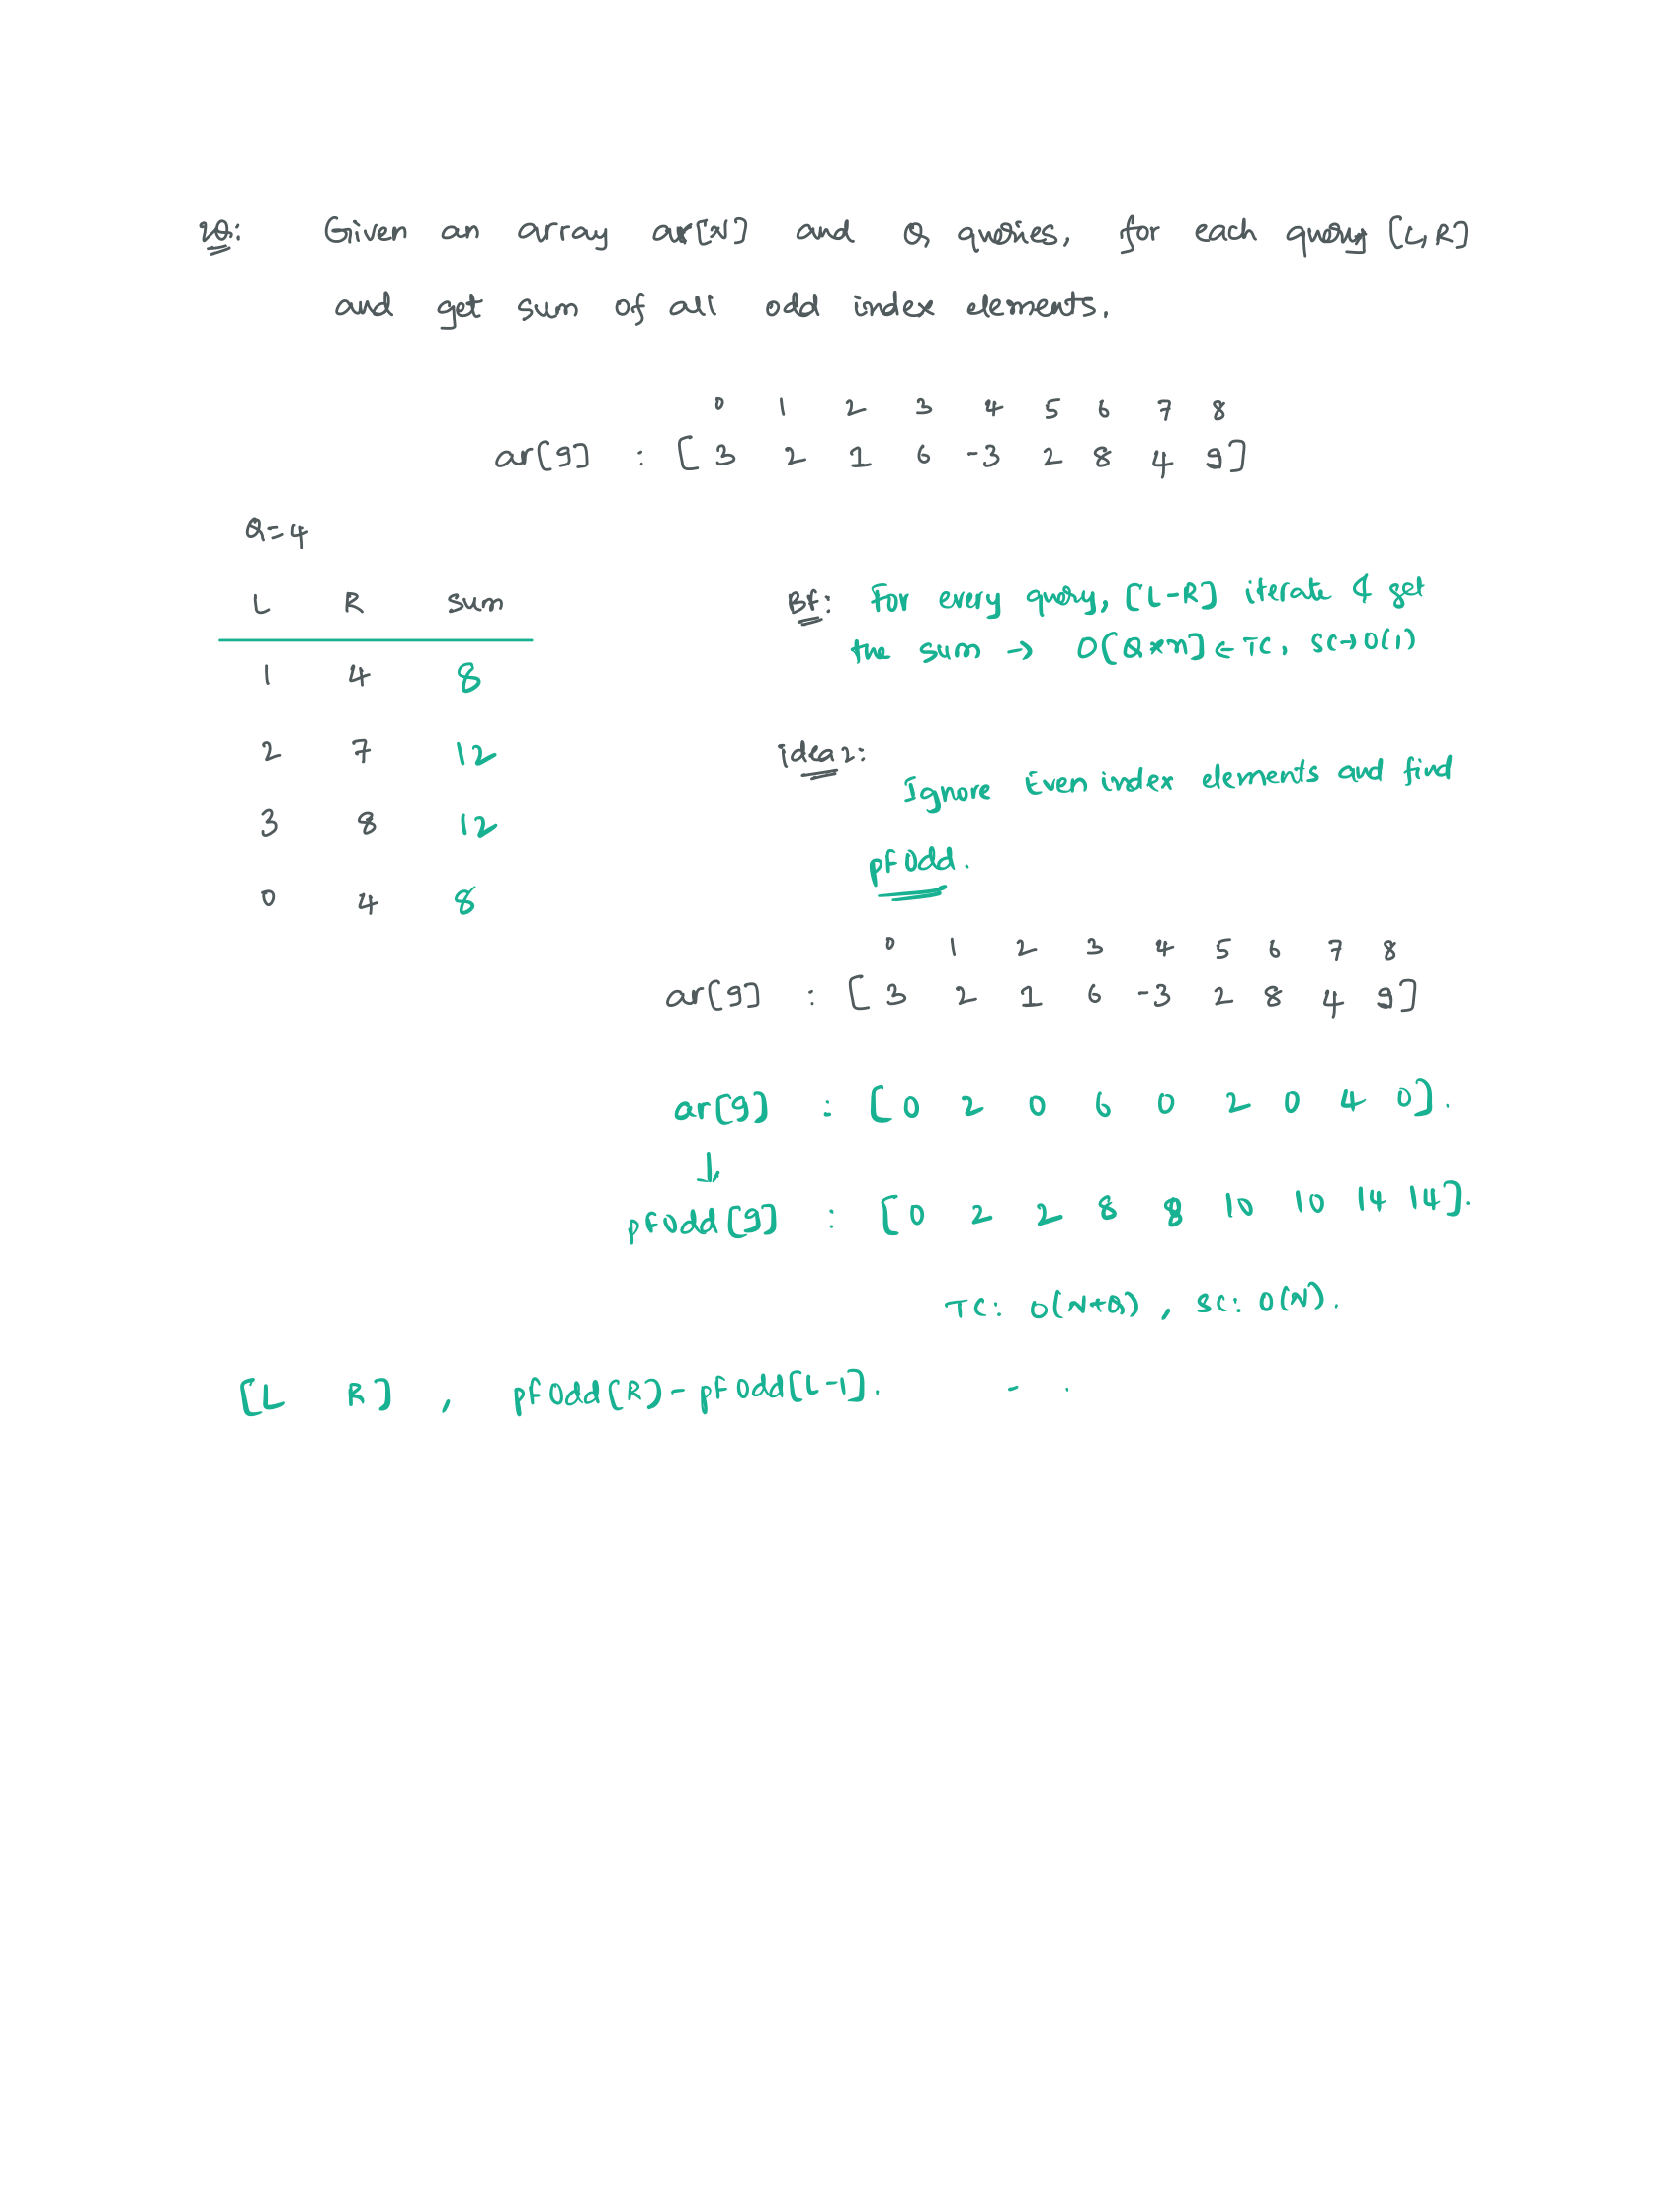 2Q: Given an array ar[N] and Q queries, for each query [L, R]
and get sum of all odd index elements.
0 1 2 3 4 5 6 7 8
ar[9] : [ 3 2 1 6 -3 2 8 4 9 ]
Q=4
L R Sum
1 4 8
2 7 12
3 8 12
0 4 8
Bf: For every query, [L-R] iterate & get
the sum → O(Q*n] ← TC, SC→O(1)
idea 2:
Ignore Even index elements and find
pfOdd.
0 1 2 3 4 5 6 7 8
ar[9] : [ 3 2 1 6 -3 2 8 4 9 ]
ar[9] : [ 0 2 0 6 0 2 0 4 0 ].
↓
pfOdd[9] : [ 0 2 2 8 8 10 10 14 14 ].
TC: O(N+Q) , SC: O(N).
[L R] , pfOdd[R) - pfOdd[L-1].